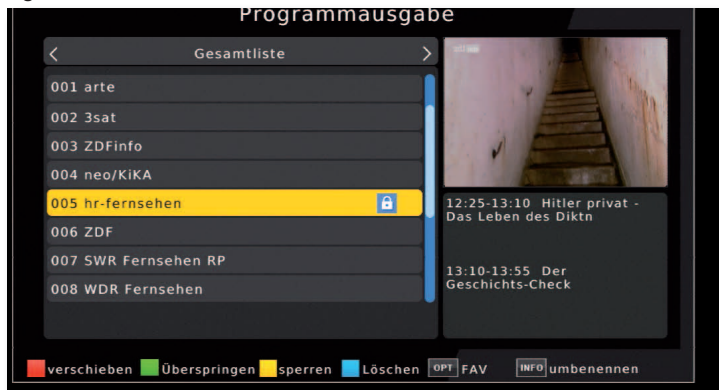 Programmausgabe
Gesamtliste
001 arte
002 3sat
003 ZDFinfo
004 neo/KiKA
005 hr-fernsehen
006 ZDF
007 SWR Fernsehen RP
008 WDR Fernsehen
12:25-13:10 Hitler privat -
Das Leben des Diktn
13:10-13:55 Der
Geschichts-Check
verschieben Überspringen sperren Löschen OPT FAV INFO umbenennen